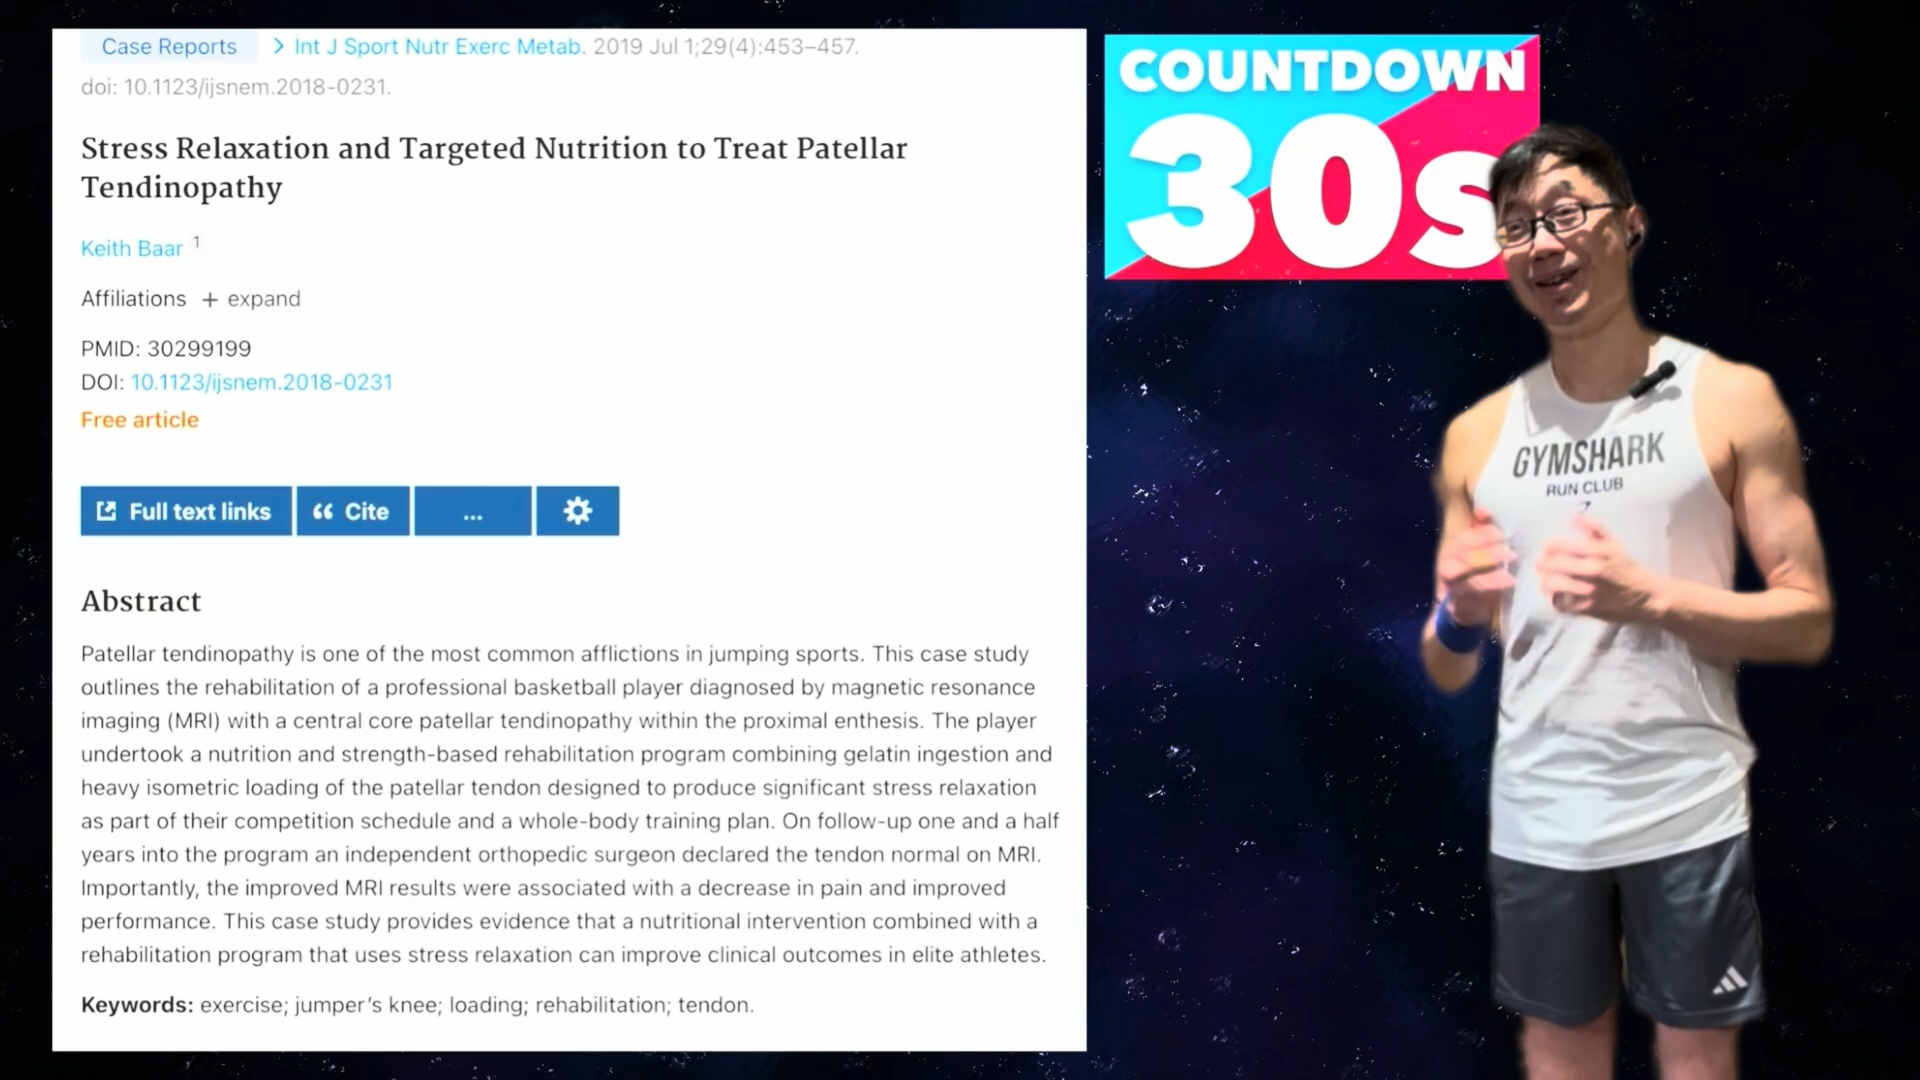 Case Reports > Int J Sport Nutr Exerc Metab. 2019 Jul 1;29(4):453–457.
doi: 10.1123/ijsnem.2018-0231.
Stress Relaxation and Targeted Nutrition to Treat Patellar
Tendinopathy
Keith Baar 1
Affiliations + expand
PMID: 30299199
DOI: 10.1123/ijsnem.2018-0231
Free article
Full text links
“ Cite
...
Abstract
Patellar tendinopathy is one of the most common afflictions in jumping sports. This case study
outlines the rehabilitation of a professional basketball player diagnosed by magnetic resonance
imaging (MRI) with a central core patellar tendinopathy within the proximal enthesis. The player
undertook a nutrition and strength-based rehabilitation program combining gelatin ingestion and
heavy isometric loading of the patellar tendon designed to produce significant stress relaxation
as part of their competition schedule and a whole-body training plan. On follow-up one and a half
years into the program an independent orthopedic surgeon declared the tendon normal on MRI.
Importantly, the improved MRI results were associated with a decrease in pain and improved
performance. This case study provides evidence that a nutritional intervention combined with a
rehabilitation program that uses stress relaxation can improve clinical outcomes in elite athletes.
Keywords: exercise; jumper’s knee; loading; rehabilitation; tendon.
COUNTDOWN
30s
GYMSHARK
RUN CLUB